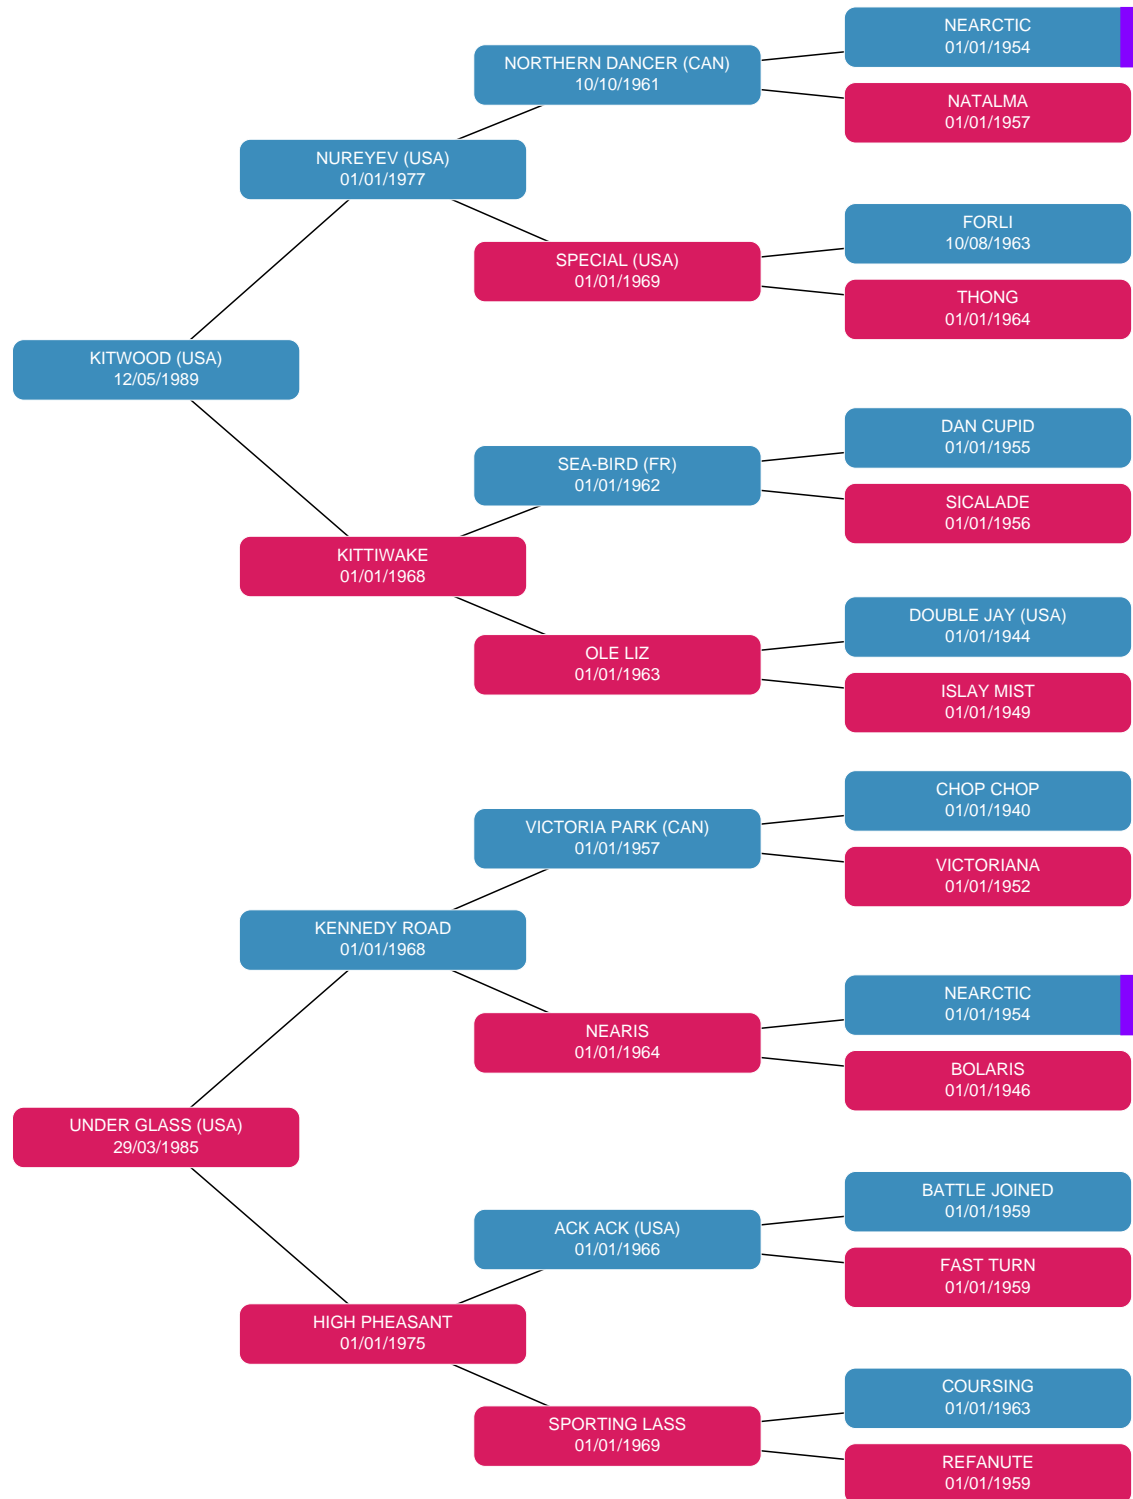 NEARCTIC
01/01/1954
NORTHERN DANCER (CAN)
10/10/1961
NATALMA
01/01/1957
NUREYEV (USA)
01/01/1977
FORLI
10/08/1963
SPECIAL (USA)
01/01/1969
THONG
01/01/1964
KITWOOD (USA)
12/05/1989
DAN CUPID
01/01/1955
SEA-BIRD (FR)
01/01/1962
SICALADE
01/01/1956
KITTIWAKE
01/01/1968
DOUBLE JAY (USA)
01/01/1944
OLE LIZ
01/01/1963
ISLAY MIST
01/01/1949
CHOP CHOP
01/01/1940
VICTORIA PARK (CAN)
01/01/1957
VICTORIANA
01/01/1952
KENNEDY ROAD
01/01/1968
NEARCTIC
01/01/1954
NEARIS
01/01/1964
BOLARIS
01/01/1946
UNDER GLASS (USA)
29/03/1985
BATTLE JOINED
01/01/1959
ACK ACK (USA)
01/01/1966
FAST TURN
01/01/1959
HIGH PHEASANT
01/01/1975
COURSING
01/01/1963
SPORTING LASS
01/01/1969
REFANUTE
01/01/1959